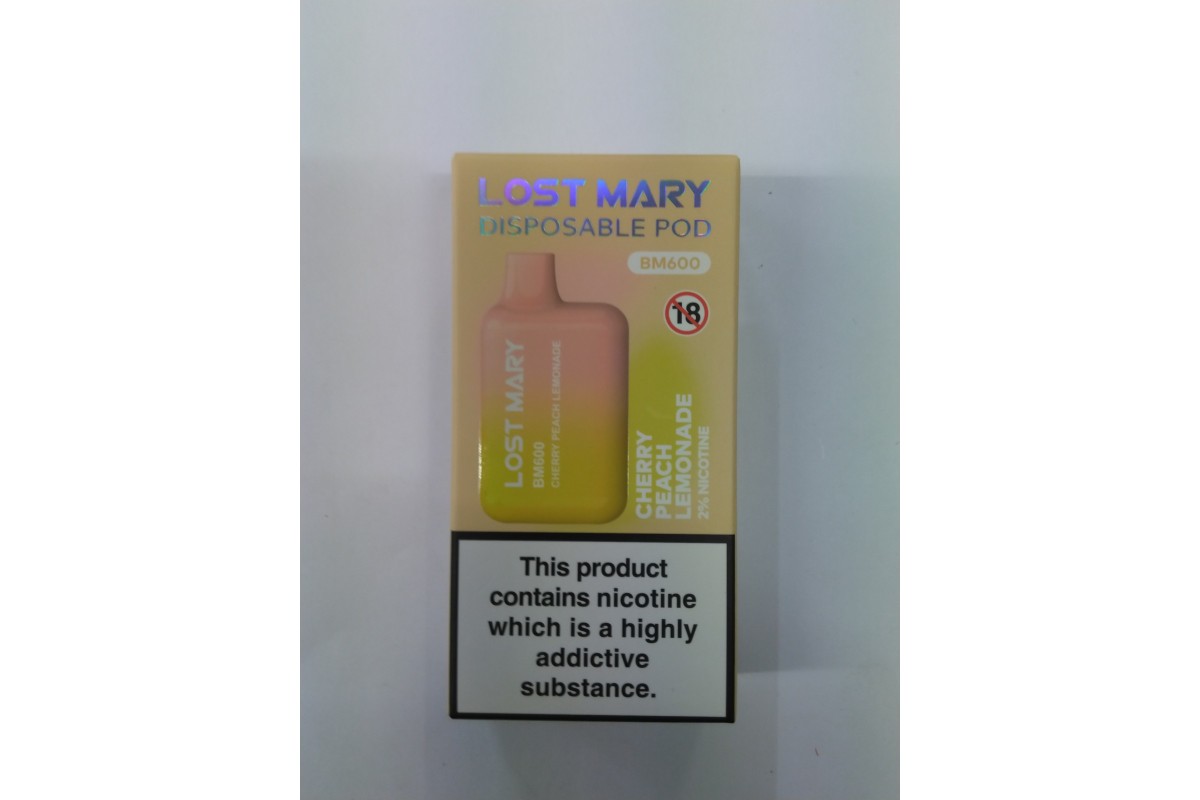 LOST MARY
DISPOSABLE POD
BM600
18
LOST MARY
BM600
CHERRY PEACH LEMONADE
CHERRY
PEACH
LEMONADE
2% NICOTINE
This product
contains nicotine
which is a highly
addictive
substance.